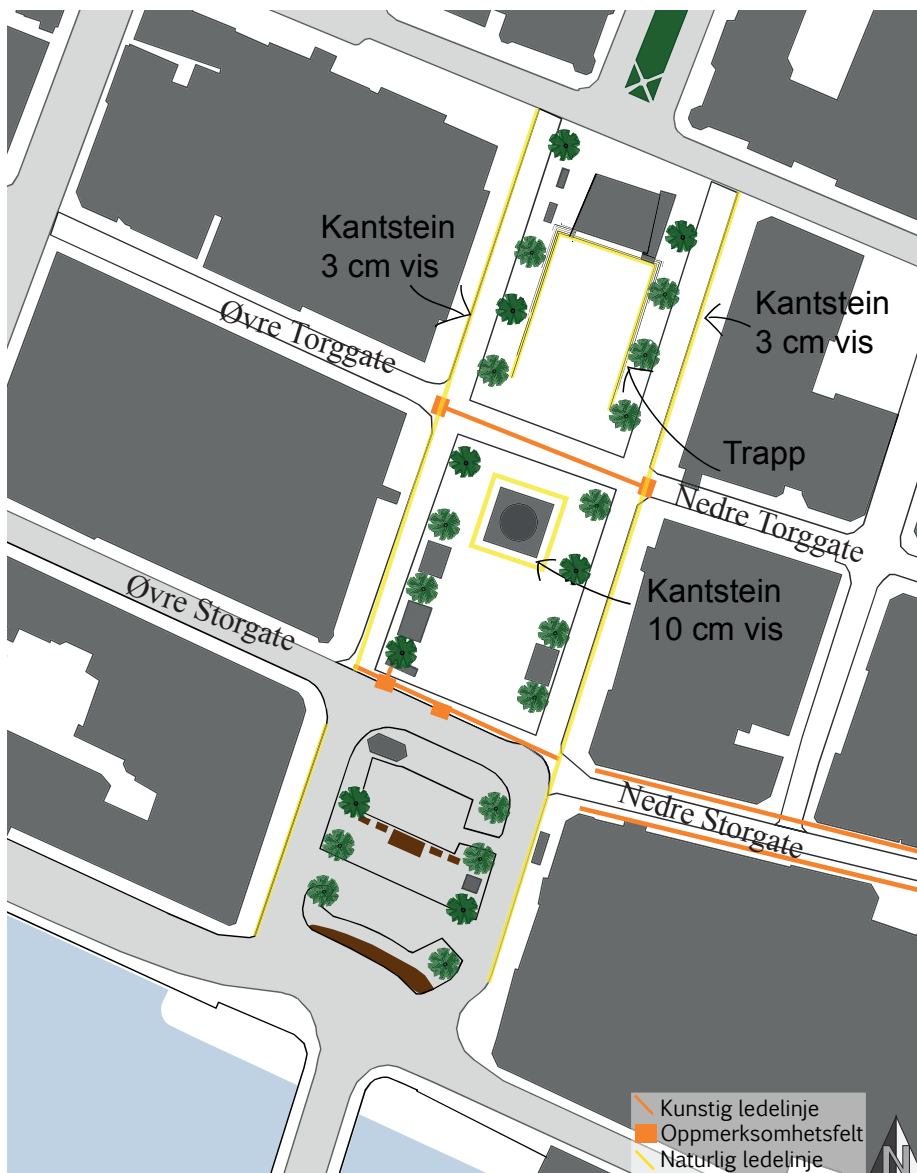 Kantstein
3 cm vis
Kantstein
3 cm vis
Øvre Torggate
Trapp
Nedre Torggate
Kantstein
10 cm vis
Øvre Storgate
Nedre Storgate
Kunstig ledelinje
Oppmerksomhetsfelt
Naturlig ledelinje
N